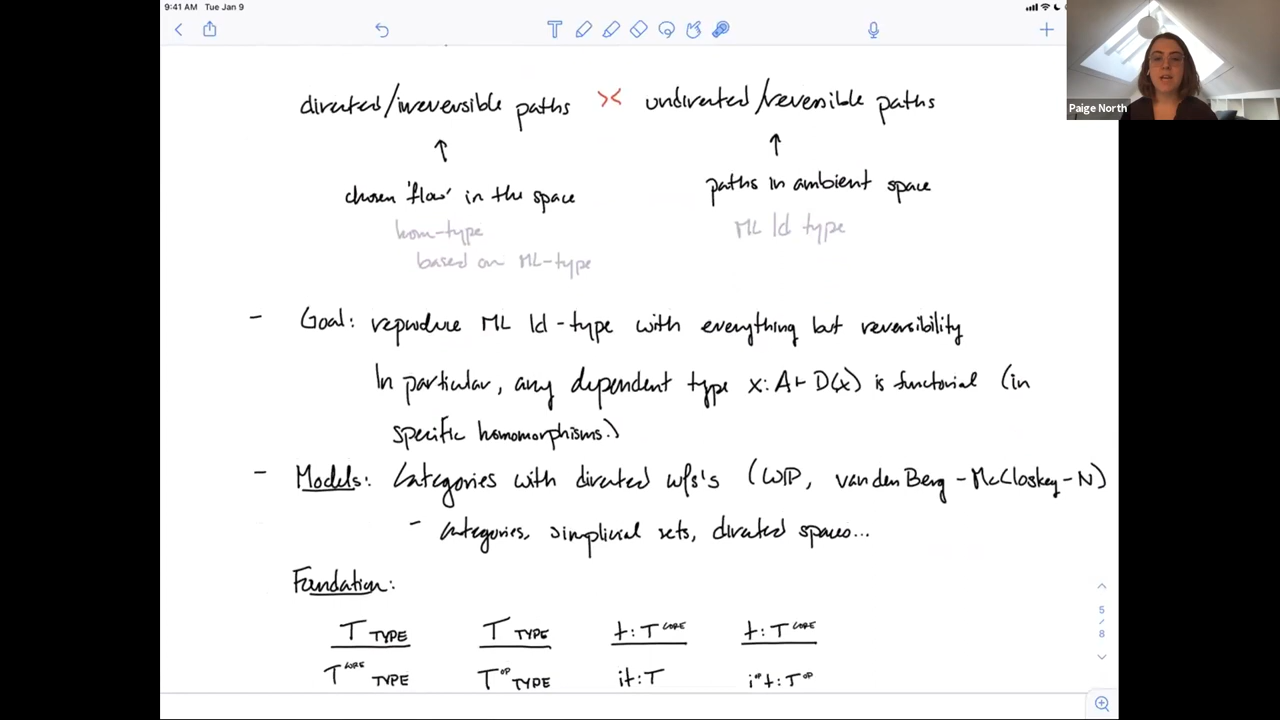 9:41 AM Tue Jan 9
Paige North
directed/irreversible paths >< undirected/reversible paths
↑ ↑
chosen 'flow' in the space paths in ambient space
hom-type ML Id type
based on ML-type
- Goal: reproduce ML Id-type with everything but reversibility
In particular, any dependent type x:A ⊢ D(x) is functorial (in
specific homomorphisms.)
- Models: Categories with directed wfs's (WIP, van den Berg - McCloskey - N)
- categories, simplicial sets, directed spaces...
Foundation:
T TYPE T TYPE t:T^core t:T^core
T^core TYPE T^op TYPE it:T i^op t:T^op
5
/
8